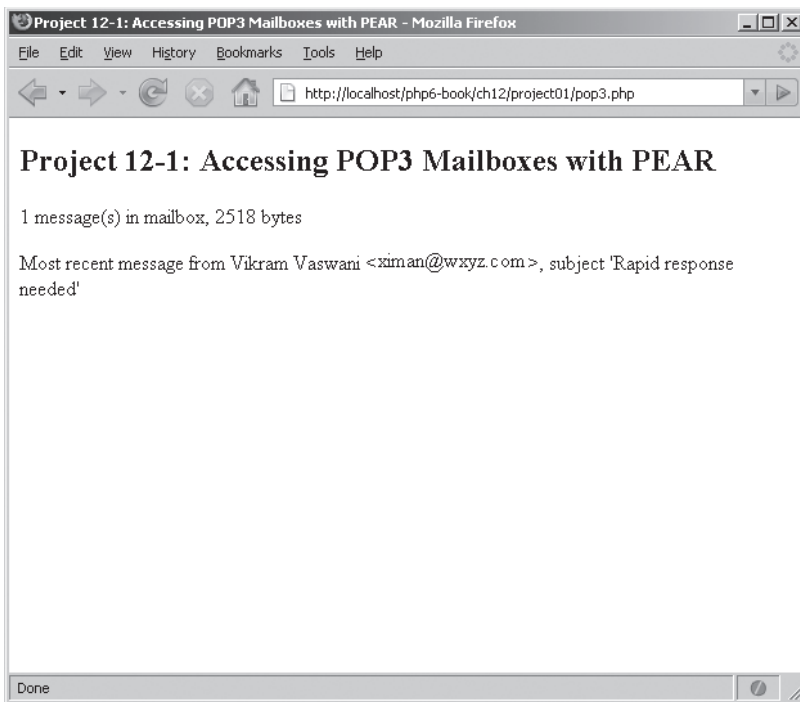 Project 12-1: Accessing POP3 Mailboxes with PEAR - Mozilla Firefox
File Edit View History Bookmarks Tools Help
http://localhost/php6-book/ch12/project01/pop3.php
Project 12-1: Accessing POP3 Mailboxes with PEAR
1 message(s) in mailbox, 2518 bytes
Most recent message from Vikram Vaswani <ximan@wxyz.com>, subject 'Rapid response
needed'
Done